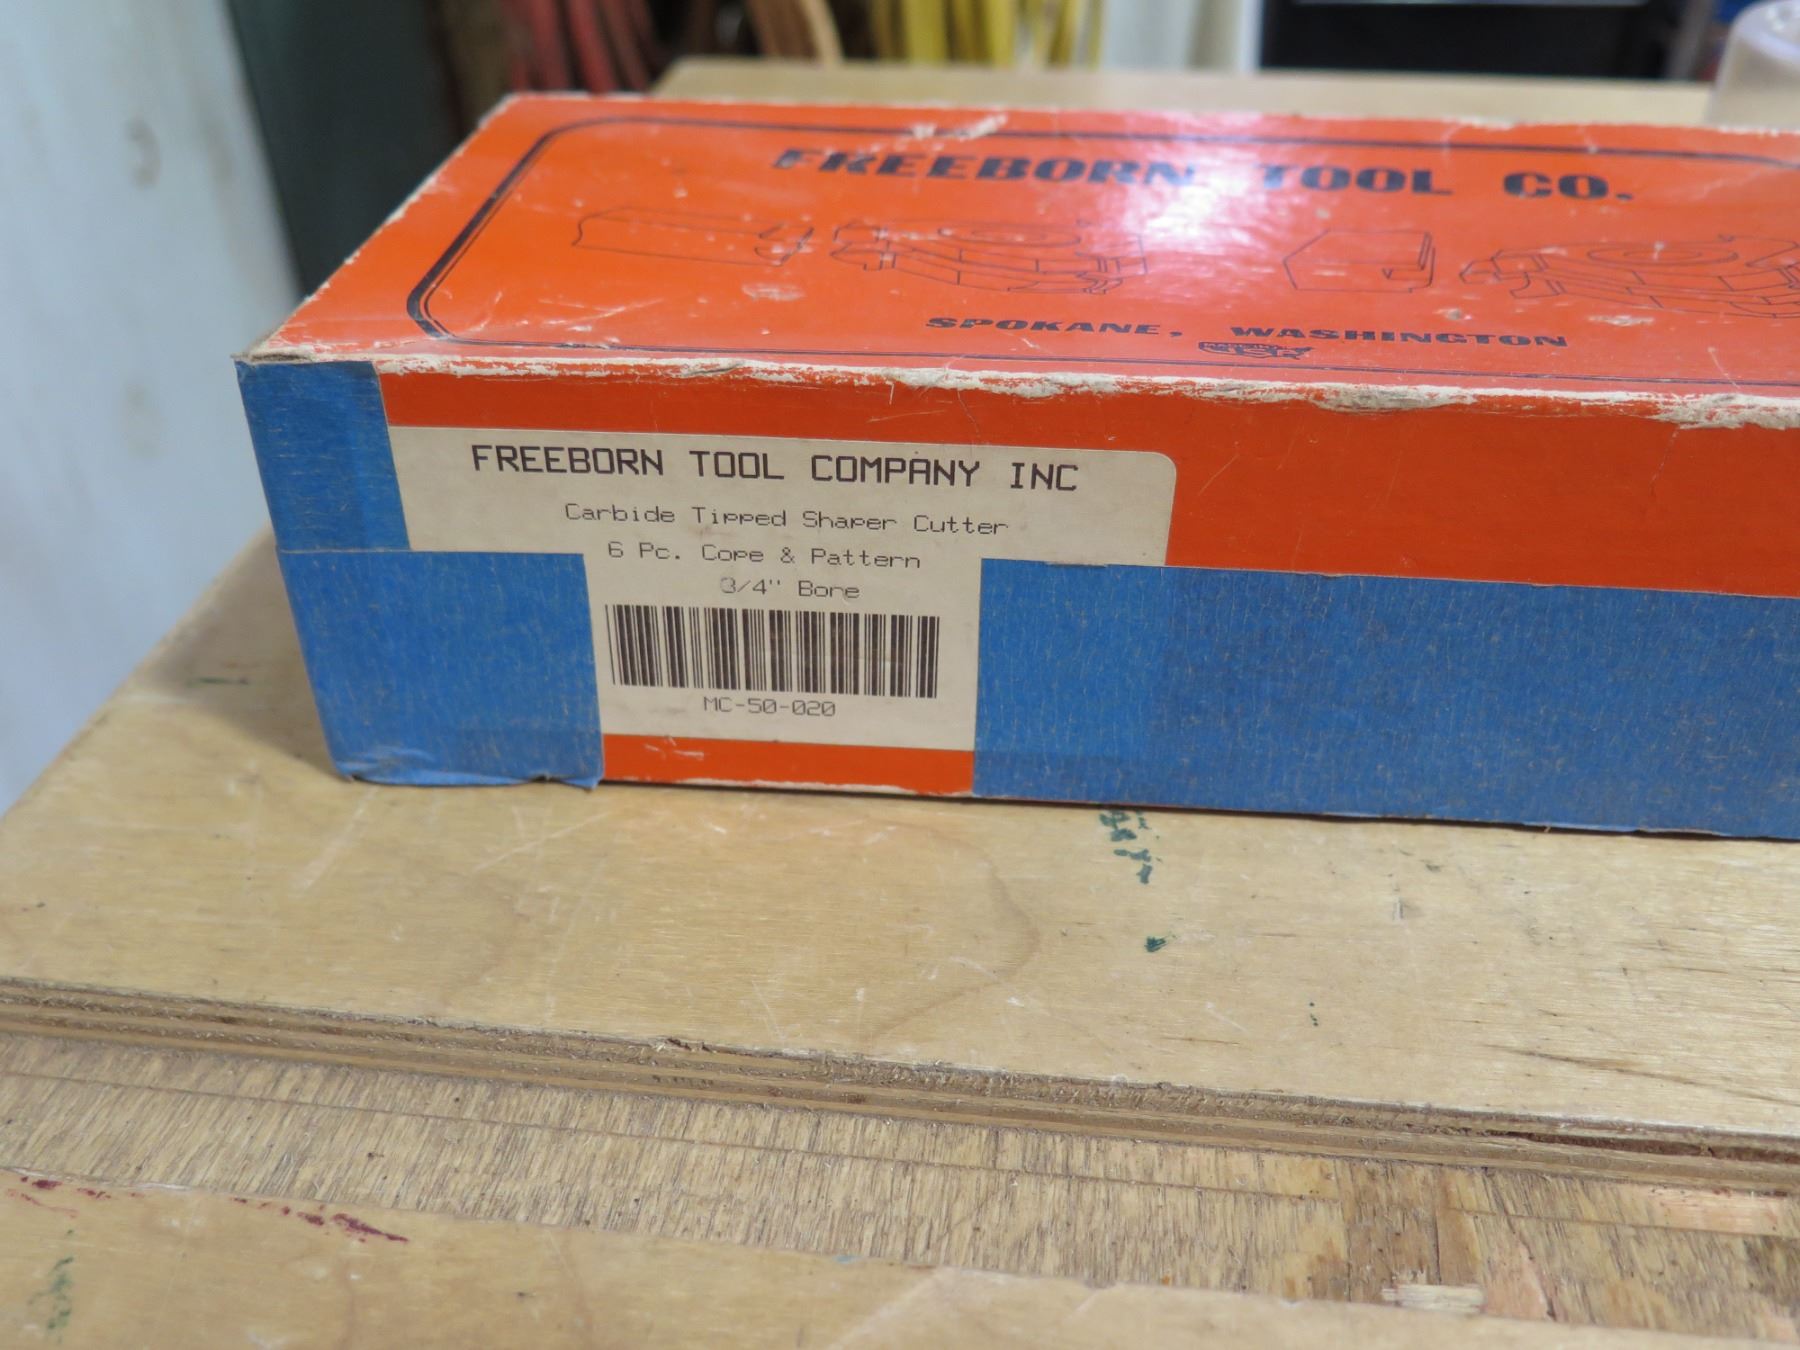 FREEBORN TOOL CO.
SPOKANE, WASHINGTON
FREEBORN TOOL COMPANY INC
Carbide Tipped Shaper Cutter
6 Pc. Cope & Pattern
3/4" Bore
MC-50-020